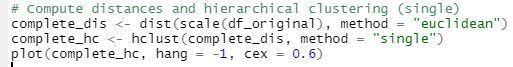 # Compute distances and hierarchical clustering (single)
complete_dis <- dist(scale(df_original), method = "euclidean")
complete_hc <- hclust(complete_dis, method = "single")
plot(complete_hc, hang = -1, cex = 0.6)